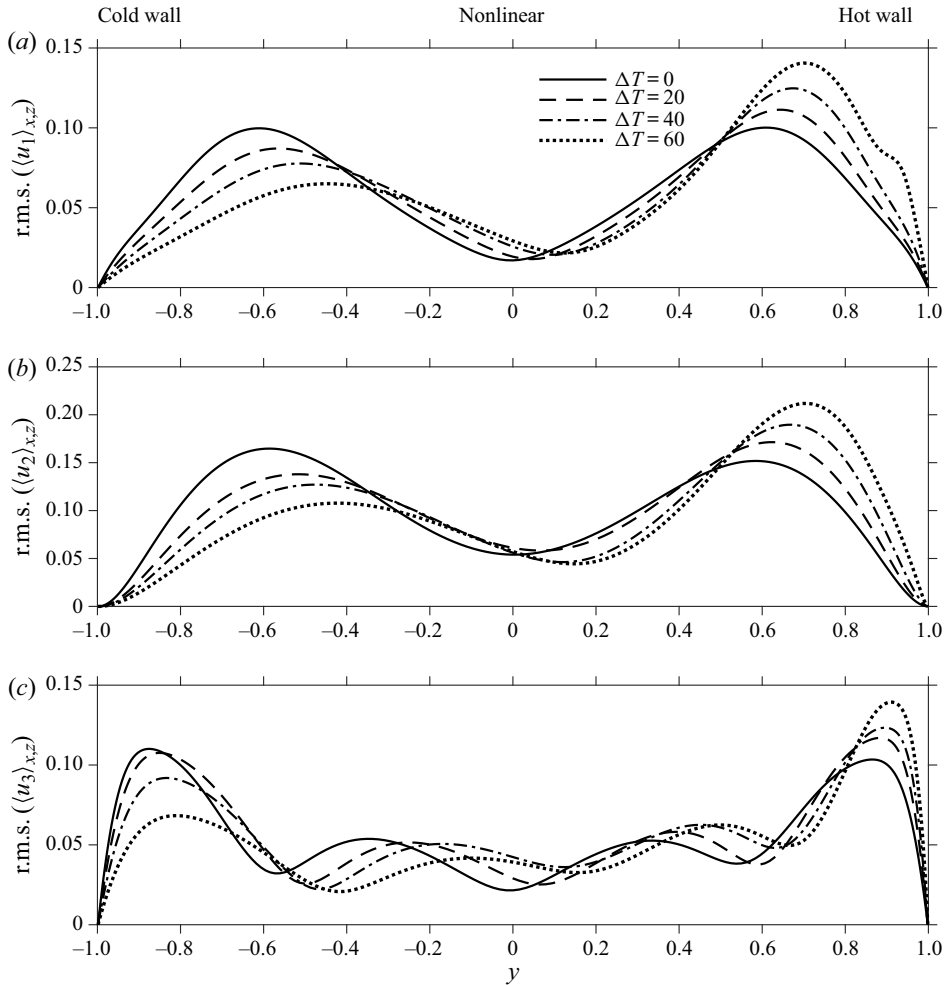 Cold wall Nonlinear Hot wall
(a)
0.15
0.10
0.05
0
r.m.s. (⟨u1⟩x,z)
ΔT = 0
ΔT = 20
ΔT = 40
ΔT = 60
–1.0 –0.8 –0.6 –0.4 –0.2 0 0.2 0.4 0.6 0.8 1.0
(b)
0.25
0.20
0.15
0.10
0.05
0
r.m.s. (⟨u2⟩x,z)
–1.0 –0.8 –0.6 –0.4 –0.2 0 0.2 0.4 0.6 0.8 1.0
(c)
0.15
0.10
0.05
0
r.m.s. (⟨u3⟩x,z)
–1.0 –0.8 –0.6 –0.4 –0.2 0 0.2 0.4 0.6 0.8 1.0
y